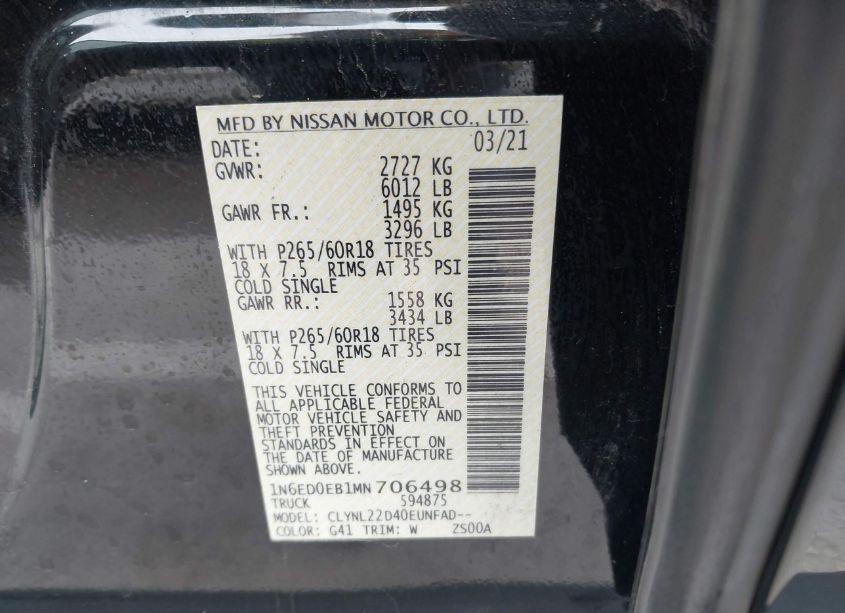 MFD BY NISSAN MOTOR CO., LTD.
DATE: 03/21
GVWR: 2727 KG
6012 LB
GAWR FR.: 1495 KG
3296 LB
WITH P265/60R18 TIRES
18 X 7.5 RIMS AT 35 PSI
COLD SINGLE
GAWR RR.: 1558 KG
3434 LB
WITH P265/60R18 TIRES
18 X 7.5 RIMS AT 35 PSI
COLD SINGLE
THIS VEHICLE CONFORMS TO
ALL APPLICABLE FEDERAL
MOTOR VEHICLE SAFETY AND
THEFT PREVENTION
STANDARDS IN EFFECT ON
THE DATE OF MANUFACTURE
SHOWN ABOVE.
1N6ED0EB1MN706498
TRUCK 594875
MODEL: CLYNL22D40EUNFAD--
COLOR: G41 TRIM: W ZS00A